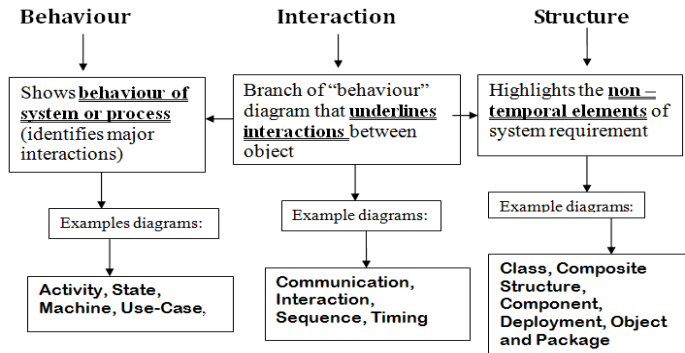 Behaviour
Interaction
Structure
Shows behaviour of
system or process
(identifies major
interactions)
Branch of “behaviour”
diagram that underlines
interactions between
object
Highlights the non –
temporal elements of
system requirement
Examples diagrams:
Example diagrams:
Example diagrams:
Activity, State,
Machine, Use-Case,
Communication,
Interaction,
Sequence, Timing
Class, Composite
Structure,
Component,
Deployment, Object
and Package